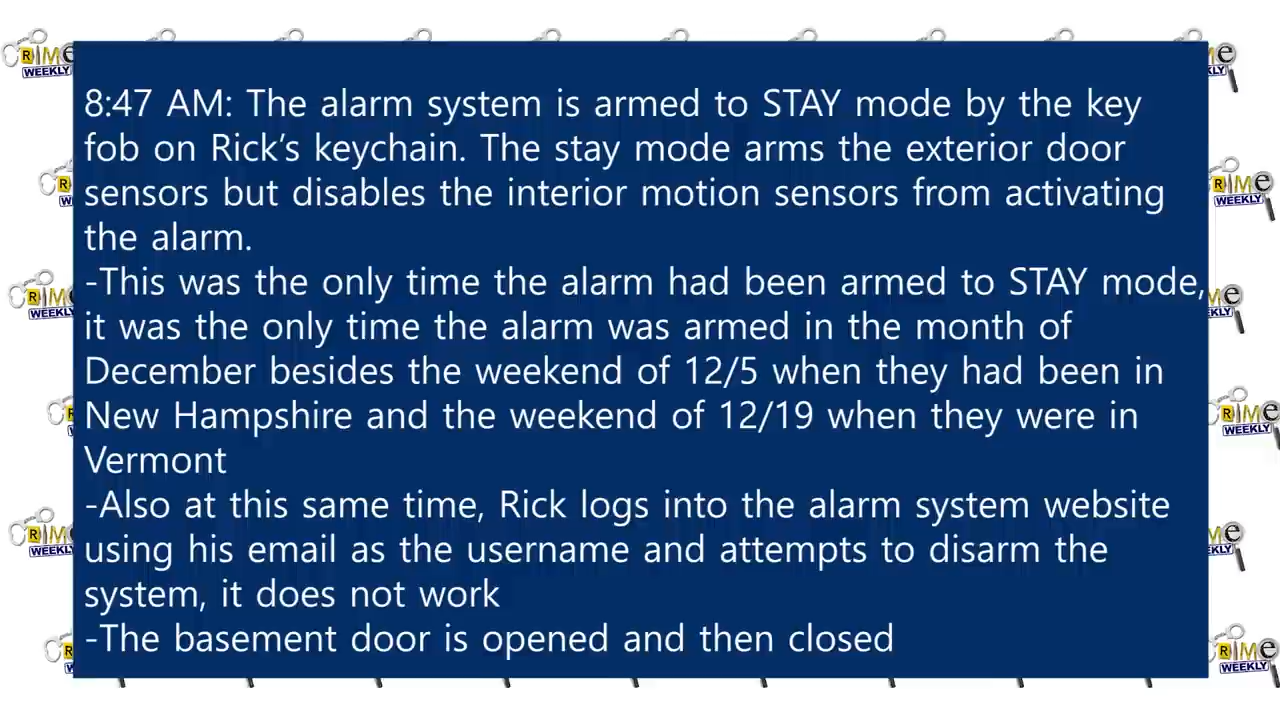 8:47 AM: The alarm system is armed to STAY mode by the key
fob on Rick's keychain. The stay mode arms the exterior door
sensors but disables the interior motion sensors from activating
the alarm.
-This was the only time the alarm had been armed to STAY mode,
it was the only time the alarm was armed in the month of
December besides the weekend of 12/5 when they had been in
New Hampshire and the weekend of 12/19 when they were in
Vermont
-Also at this same time, Rick logs into the alarm system website
using his email as the username and attempts to disarm the
system, it does not work
-The basement door is opened and then closed
CRIME
WEEKLY